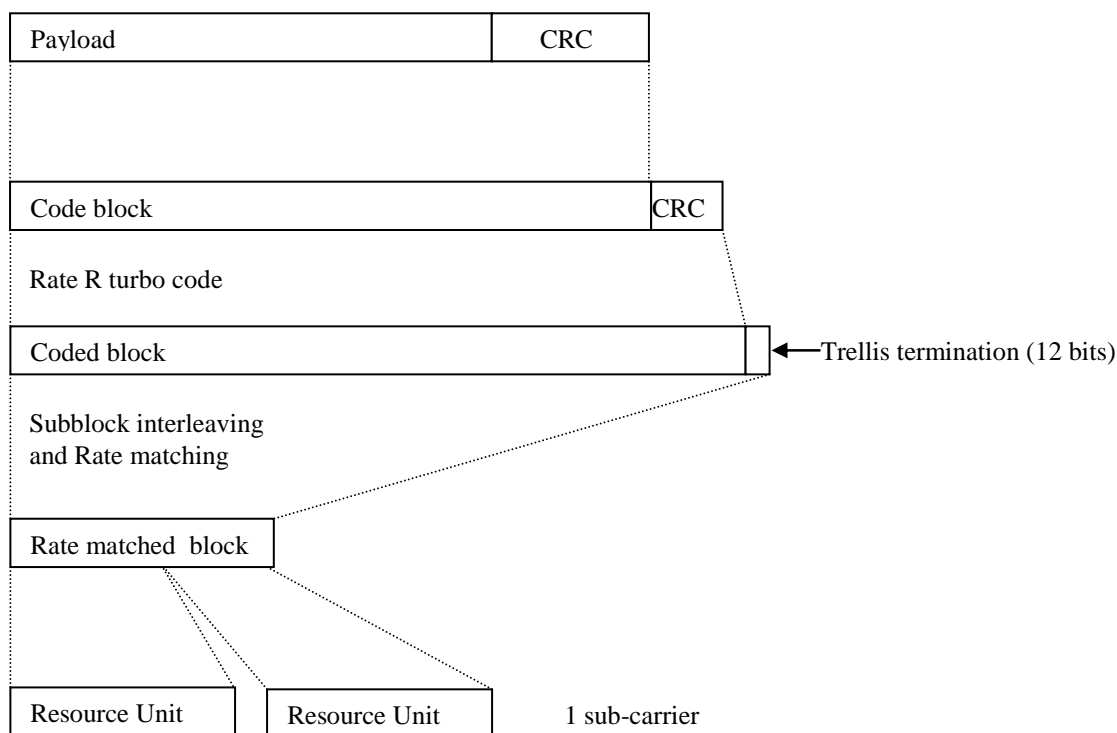 Payload
CRC
Code block
CRC
Rate R turbo code
Coded block
Trellis termination (12 bits)
Subblock interleaving
and Rate matching
Rate matched block
Resource Unit
Resource Unit
1 sub-carrier